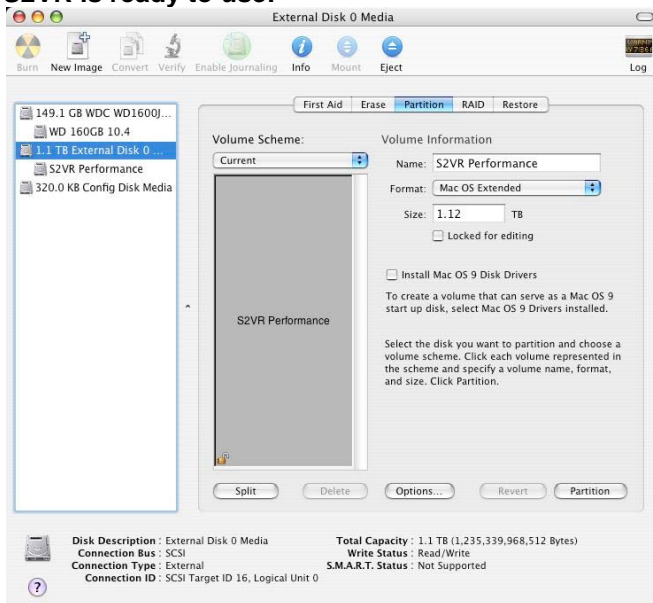 S2VR is ready to use.
External Disk 0 Media
Burn New Image Convert Verify Enable Journaling Info Mount Eject Log
First Aid Erase Partition RAID Restore
149.1 GB WDC WD1600J...
WD 160GB 10.4
1.1 TB External Disk 0 ...
S2VR Performance
320.0 KB Config Disk Media
Volume Scheme:
Current
S2VR Performance
Volume Information
Name: S2VR Performance
Format: Mac OS Extended
Size: 1.12 TB
Locked for editing
Install Mac OS 9 Disk Drivers
To create a volume that can serve as a Mac OS 9
start up disk, select Mac OS 9 Drivers installed.
Select the disk you want to partition and choose a
volume scheme. Click each volume represented in
the scheme and specify a volume name, format,
and size. Click Partition.
Split Delete Options... Revert Partition
Disk Description : External Disk 0 Media
Connection Bus : SCSI
Connection Type : External
Connection ID : SCSI Target ID 16, Logical Unit 0
Total Capacity : 1.1 TB (1,235,339,968,512 Bytes)
Write Status : Read/Write
S.M.A.R.T. Status : Not Supported
?